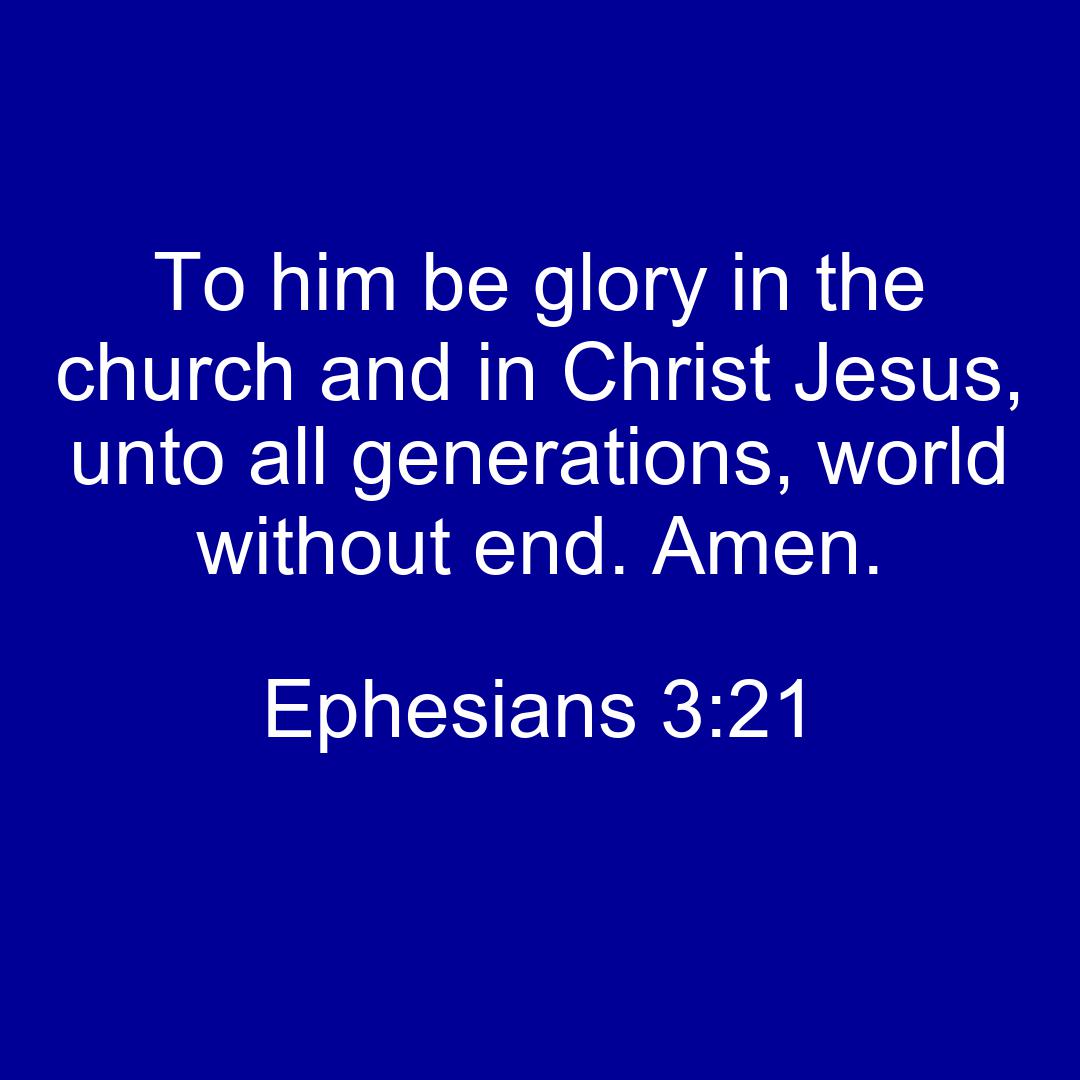 To him be glory in the
church and in Christ Jesus,
unto all generations, world
without end. Amen.
Ephesians 3:21